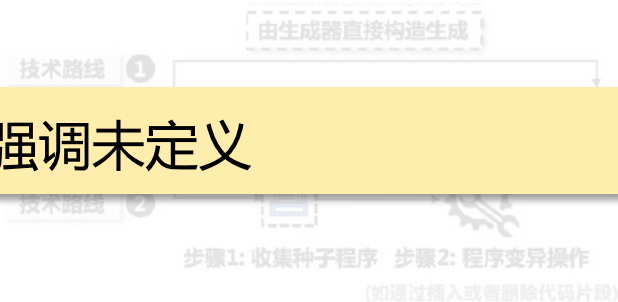 由生成器直接构造生成
技术路线 1
强调未定义
技术路线 2
步骤1: 收集种子程序 步骤2: 程序变异操作
(如通过插入或者删除代码片段)